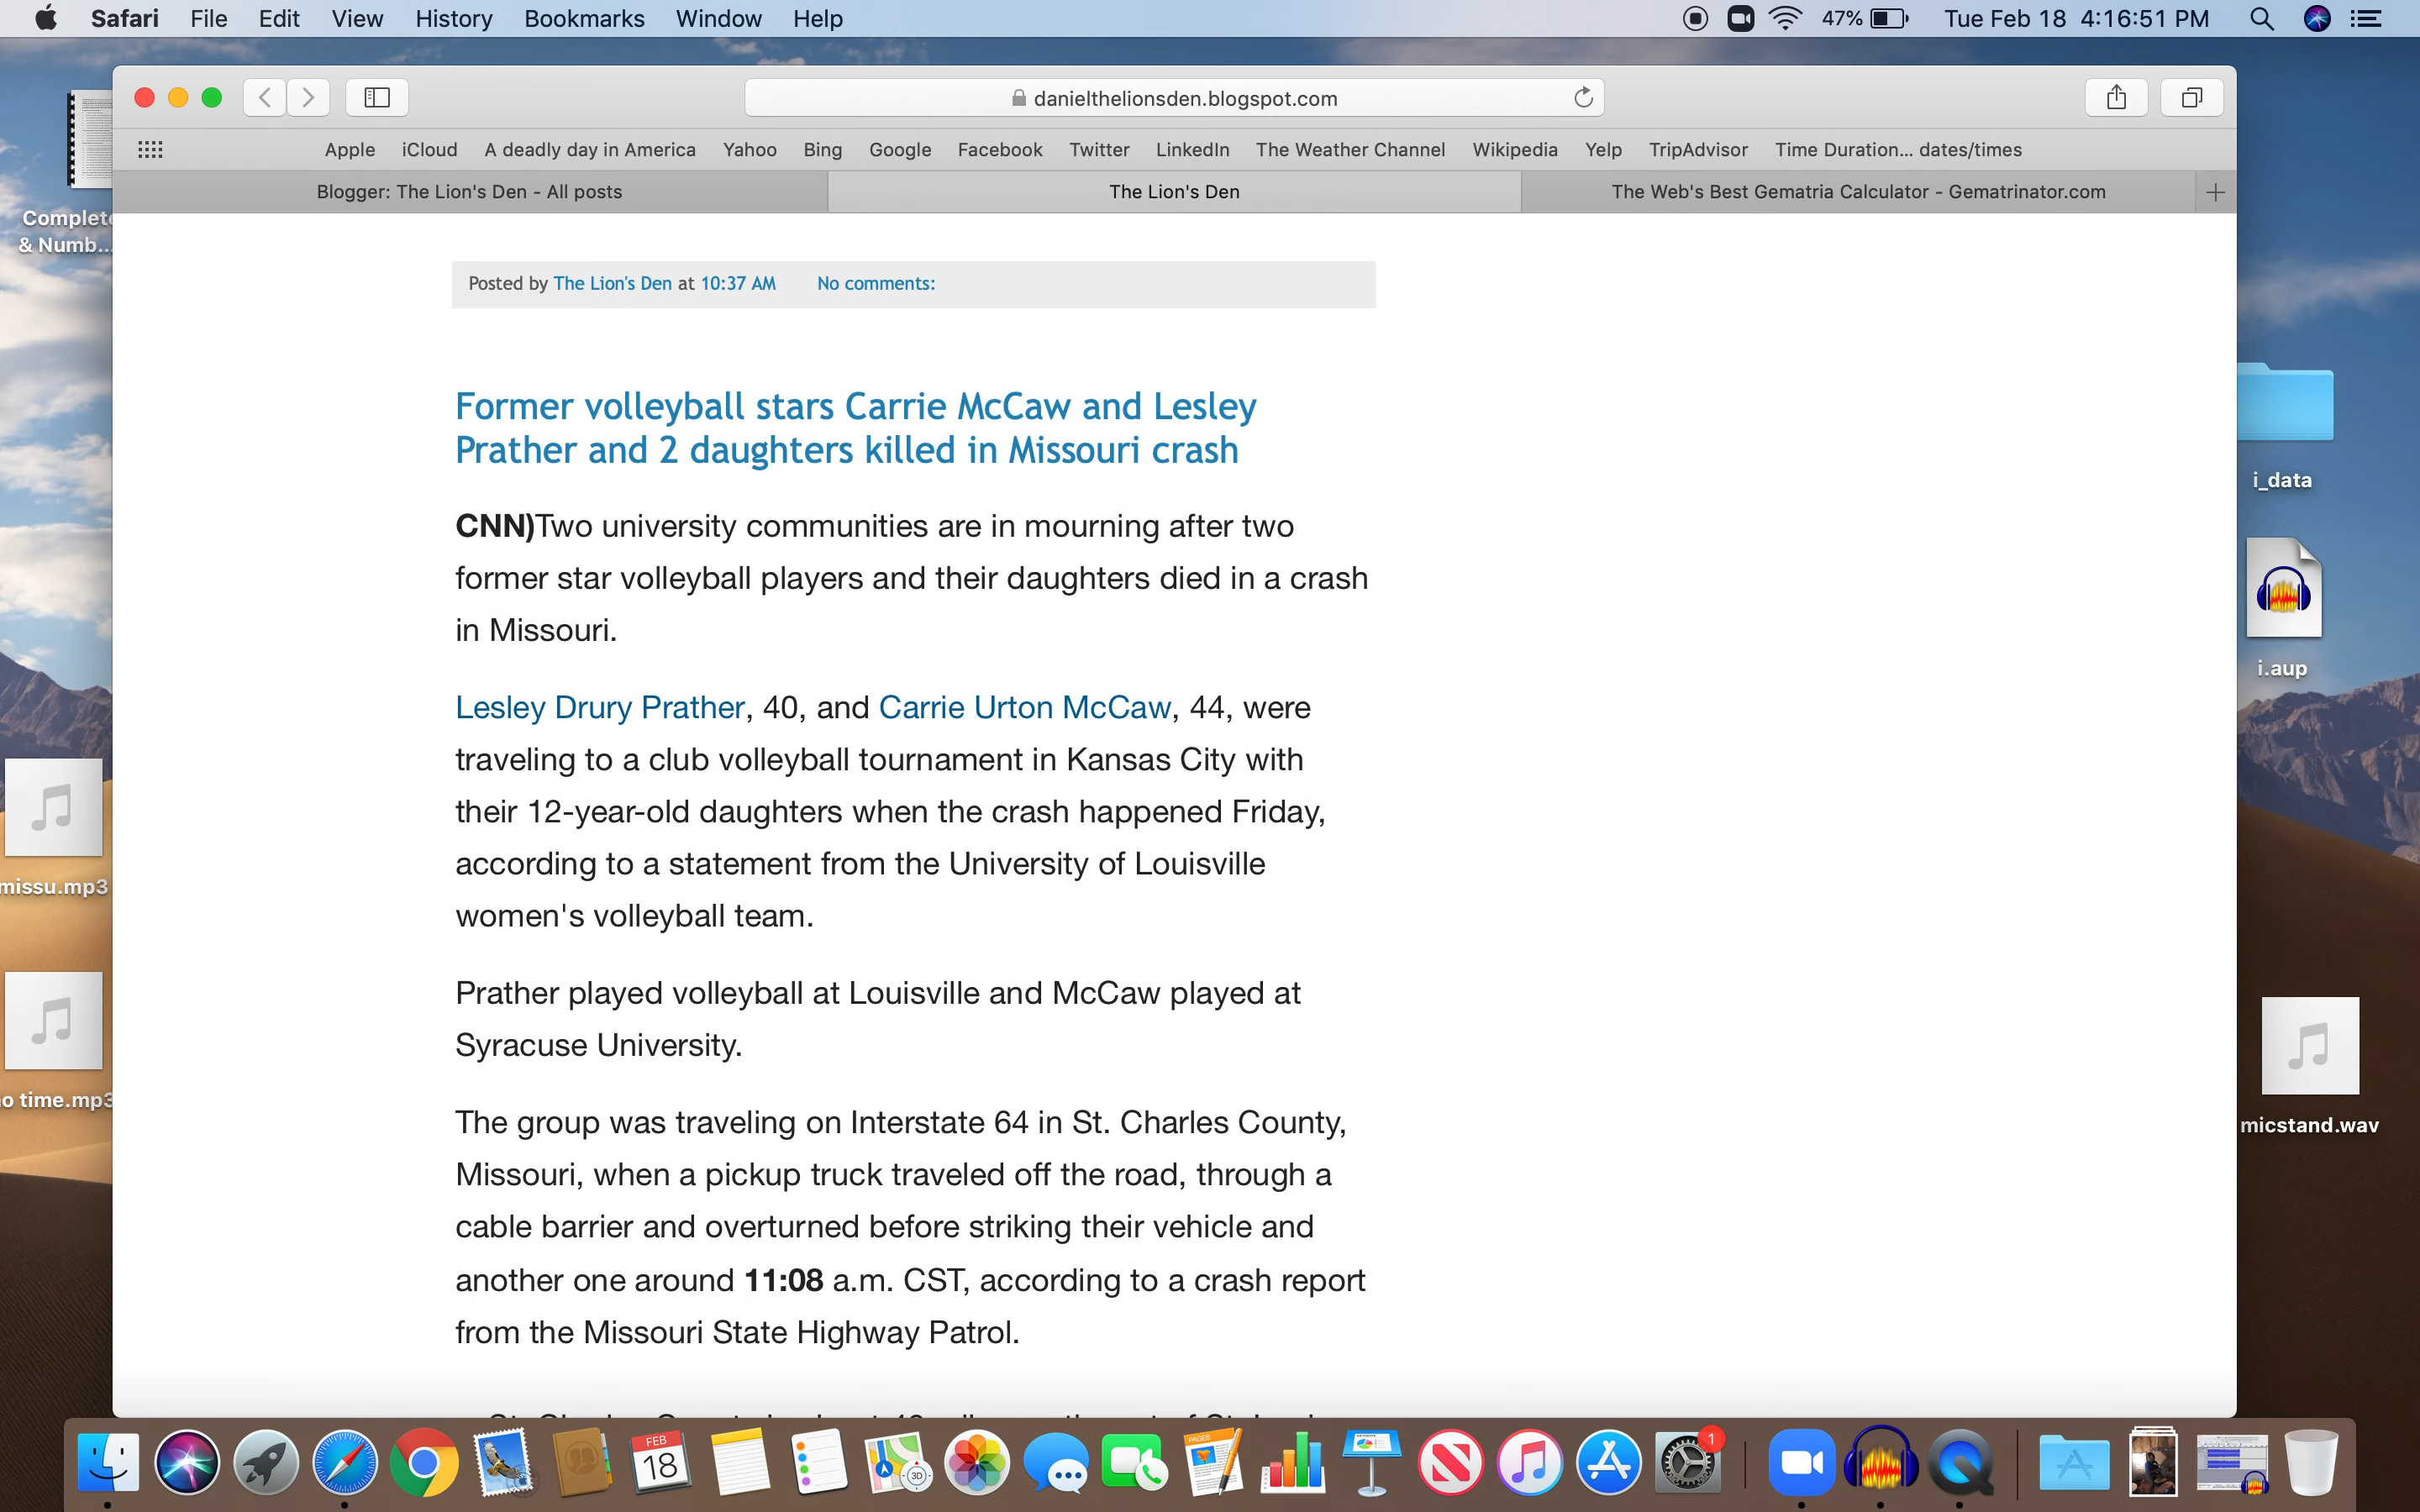 Safari File Edit View History Bookmarks Window Help 47% Tue Feb 18 4:16:51 PM
danielthelionsden.blogspot.com
Apple iCloud A deadly day in America Yahoo Bing Google Facebook Twitter LinkedIn The Weather Channel Wikipedia Yelp TripAdvisor Time Duration... dates/times
Blogger: The Lion's Den - All posts The Lion's Den The Web's Best Gematria Calculator - Gematrinator.com
Complete
& Numb...
Posted by The Lion's Den at 10:37 AM No comments:
Former volleyball stars Carrie McCaw and Lesley
Prather and 2 daughters killed in Missouri crash
CNN)Two university communities are in mourning after two
former star volleyball players and their daughters died in a crash
in Missouri.
Lesley Drury Prather, 40, and Carrie Urton McCaw, 44, were
traveling to a club volleyball tournament in Kansas City with
their 12-year-old daughters when the crash happened Friday,
according to a statement from the University of Louisville
women's volleyball team.
Prather played volleyball at Louisville and McCaw played at
Syracuse University.
The group was traveling on Interstate 64 in St. Charles County,
Missouri, when a pickup truck traveled off the road, through a
cable barrier and overturned before striking their vehicle and
another one around 11:08 a.m. CST, according to a crash report
from the Missouri State Highway Patrol.
i_data
i.aup
missu.mp3
o time.mp3
micstand.wav
FEB
18
3D
PAGES
1